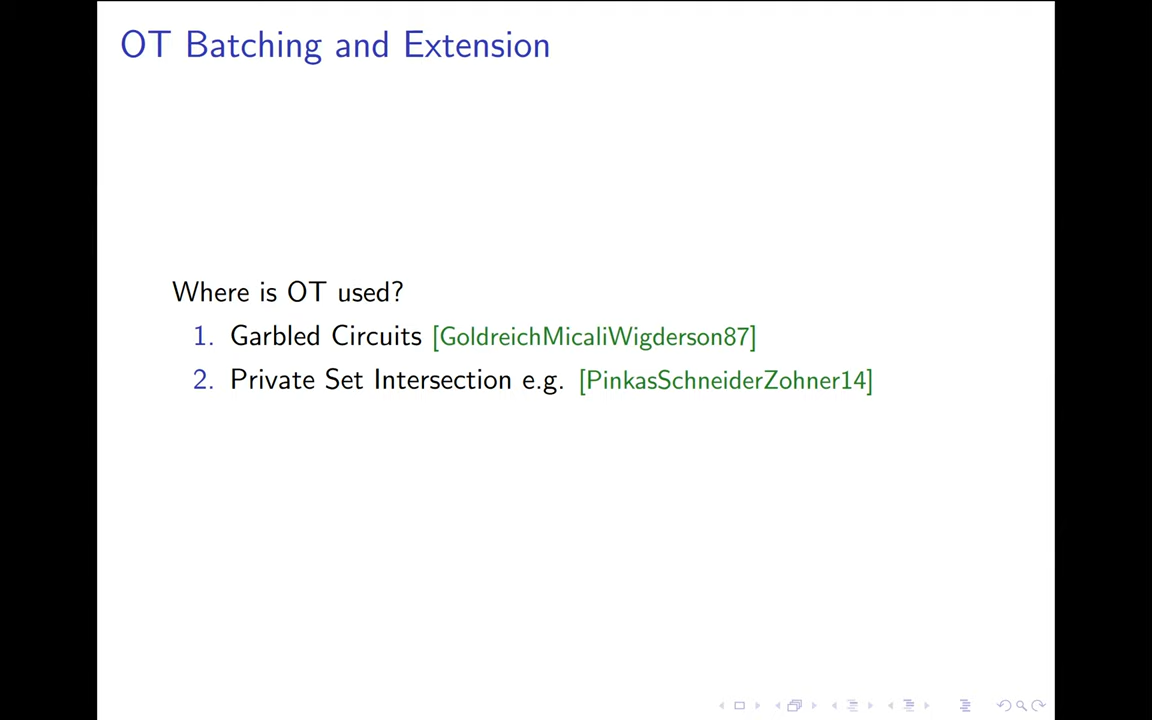 OT Batching and Extension
Where is OT used?
1. Garbled Circuits [GoldreichMicaliWigderson87]
2. Private Set Intersection e.g. [PinkasSchneiderZohner14]